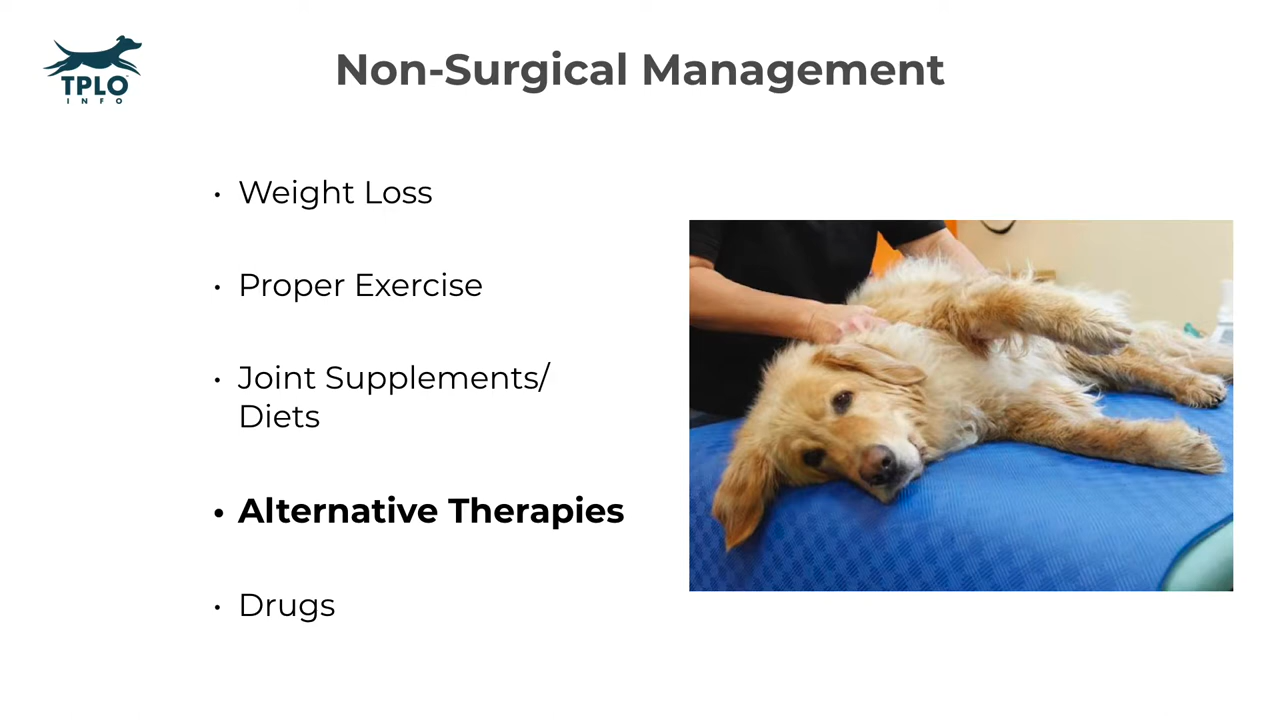 TPLO
INFO
Non-Surgical Management
• Weight Loss
• Proper Exercise
• Joint Supplements/
Diets
• Alternative Therapies
• Drugs